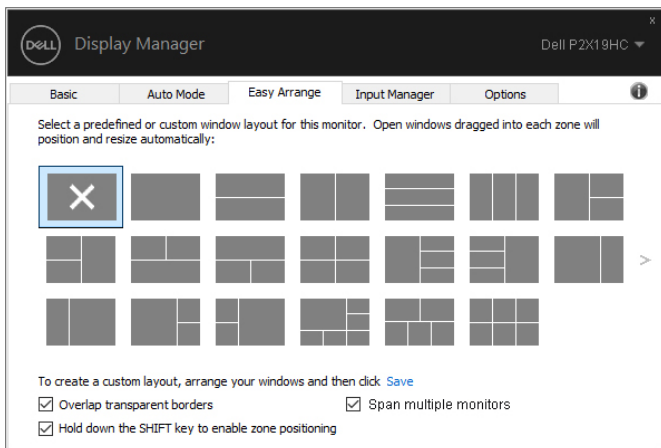 x
DELL Display Manager Dell P2X19HC
Basic Auto Mode Easy Arrange Input Manager Options
Select a predefined or custom window layout for this monitor. Open windows dragged into each zone will
position and resize automatically:
To create a custom layout, arrange your windows and then click Save
Overlap transparent borders Span multiple monitors
Hold down the SHIFT key to enable zone positioning